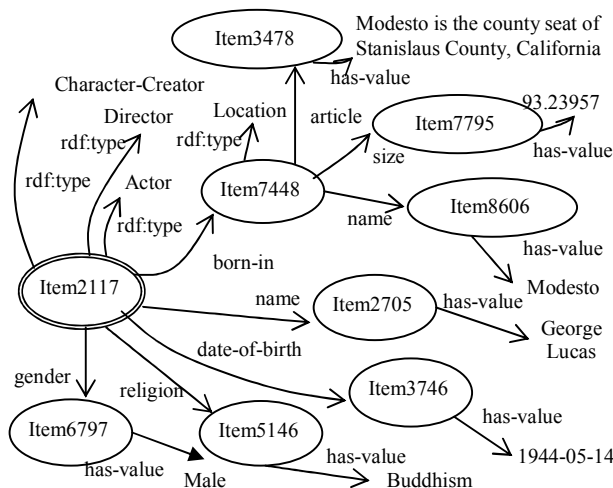 Item3478
Modesto is the county seat of
Stanislaus County, California
has-value
Character-Creator
Director
rdf:type
Location
rdf:type
article
93.23957
Item7795
has-value
size
rdf:type
Actor
rdf:type
Item7448
name
Item8606
has-value
born-in
Item2117
name
Item2705
has-value
Modesto
George
Lucas
date-of-birth
gender
religion
Item3746
has-value
Item6797
Item5146
has-value
Male
has-value
Buddhism
1944-05-14